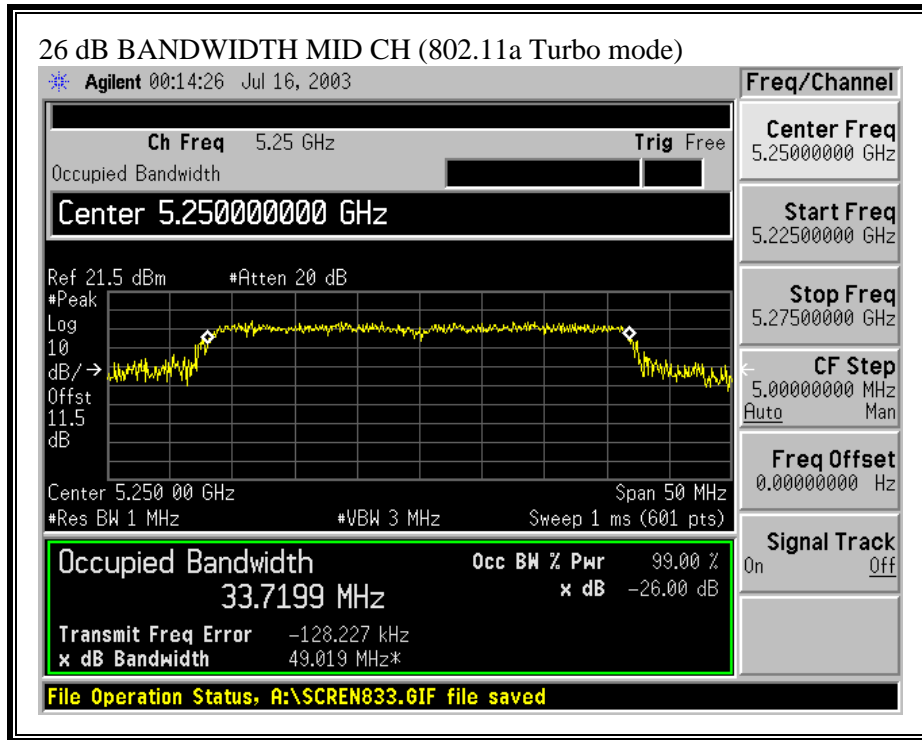 26 dB BANDWIDTH MID CH (802.11a Turbo mode)
Agilent 00:14:26 Jul 16, 2003
Freq/Channel
Ch Freq 5.25 GHz Trig Free
Occupied Bandwidth
Center 5.250000000 GHz
Ref 21.5 dBm #Atten 20 dB
#Peak
Log
10
dB/
Offst
11.5
dB
Center 5.250 00 GHz Span 50 MHz
#Res BW 1 MHz #VBW 3 MHz Sweep 1 ms (601 pts)
Occupied Bandwidth Occ BW % Pwr 99.00 %
33.7199 MHz x dB -26.00 dB
Transmit Freq Error -128.227 kHz
x dB Bandwidth 49.019 MHz*
File Operation Status, A:\SCREN833.GIF file saved
Center Freq
5.25000000 GHz
Start Freq
5.22500000 GHz
Stop Freq
5.27500000 GHz
CF Step
5.00000000 MHz
Auto Man
Freq Offset
0.00000000 Hz
Signal Track
On Off